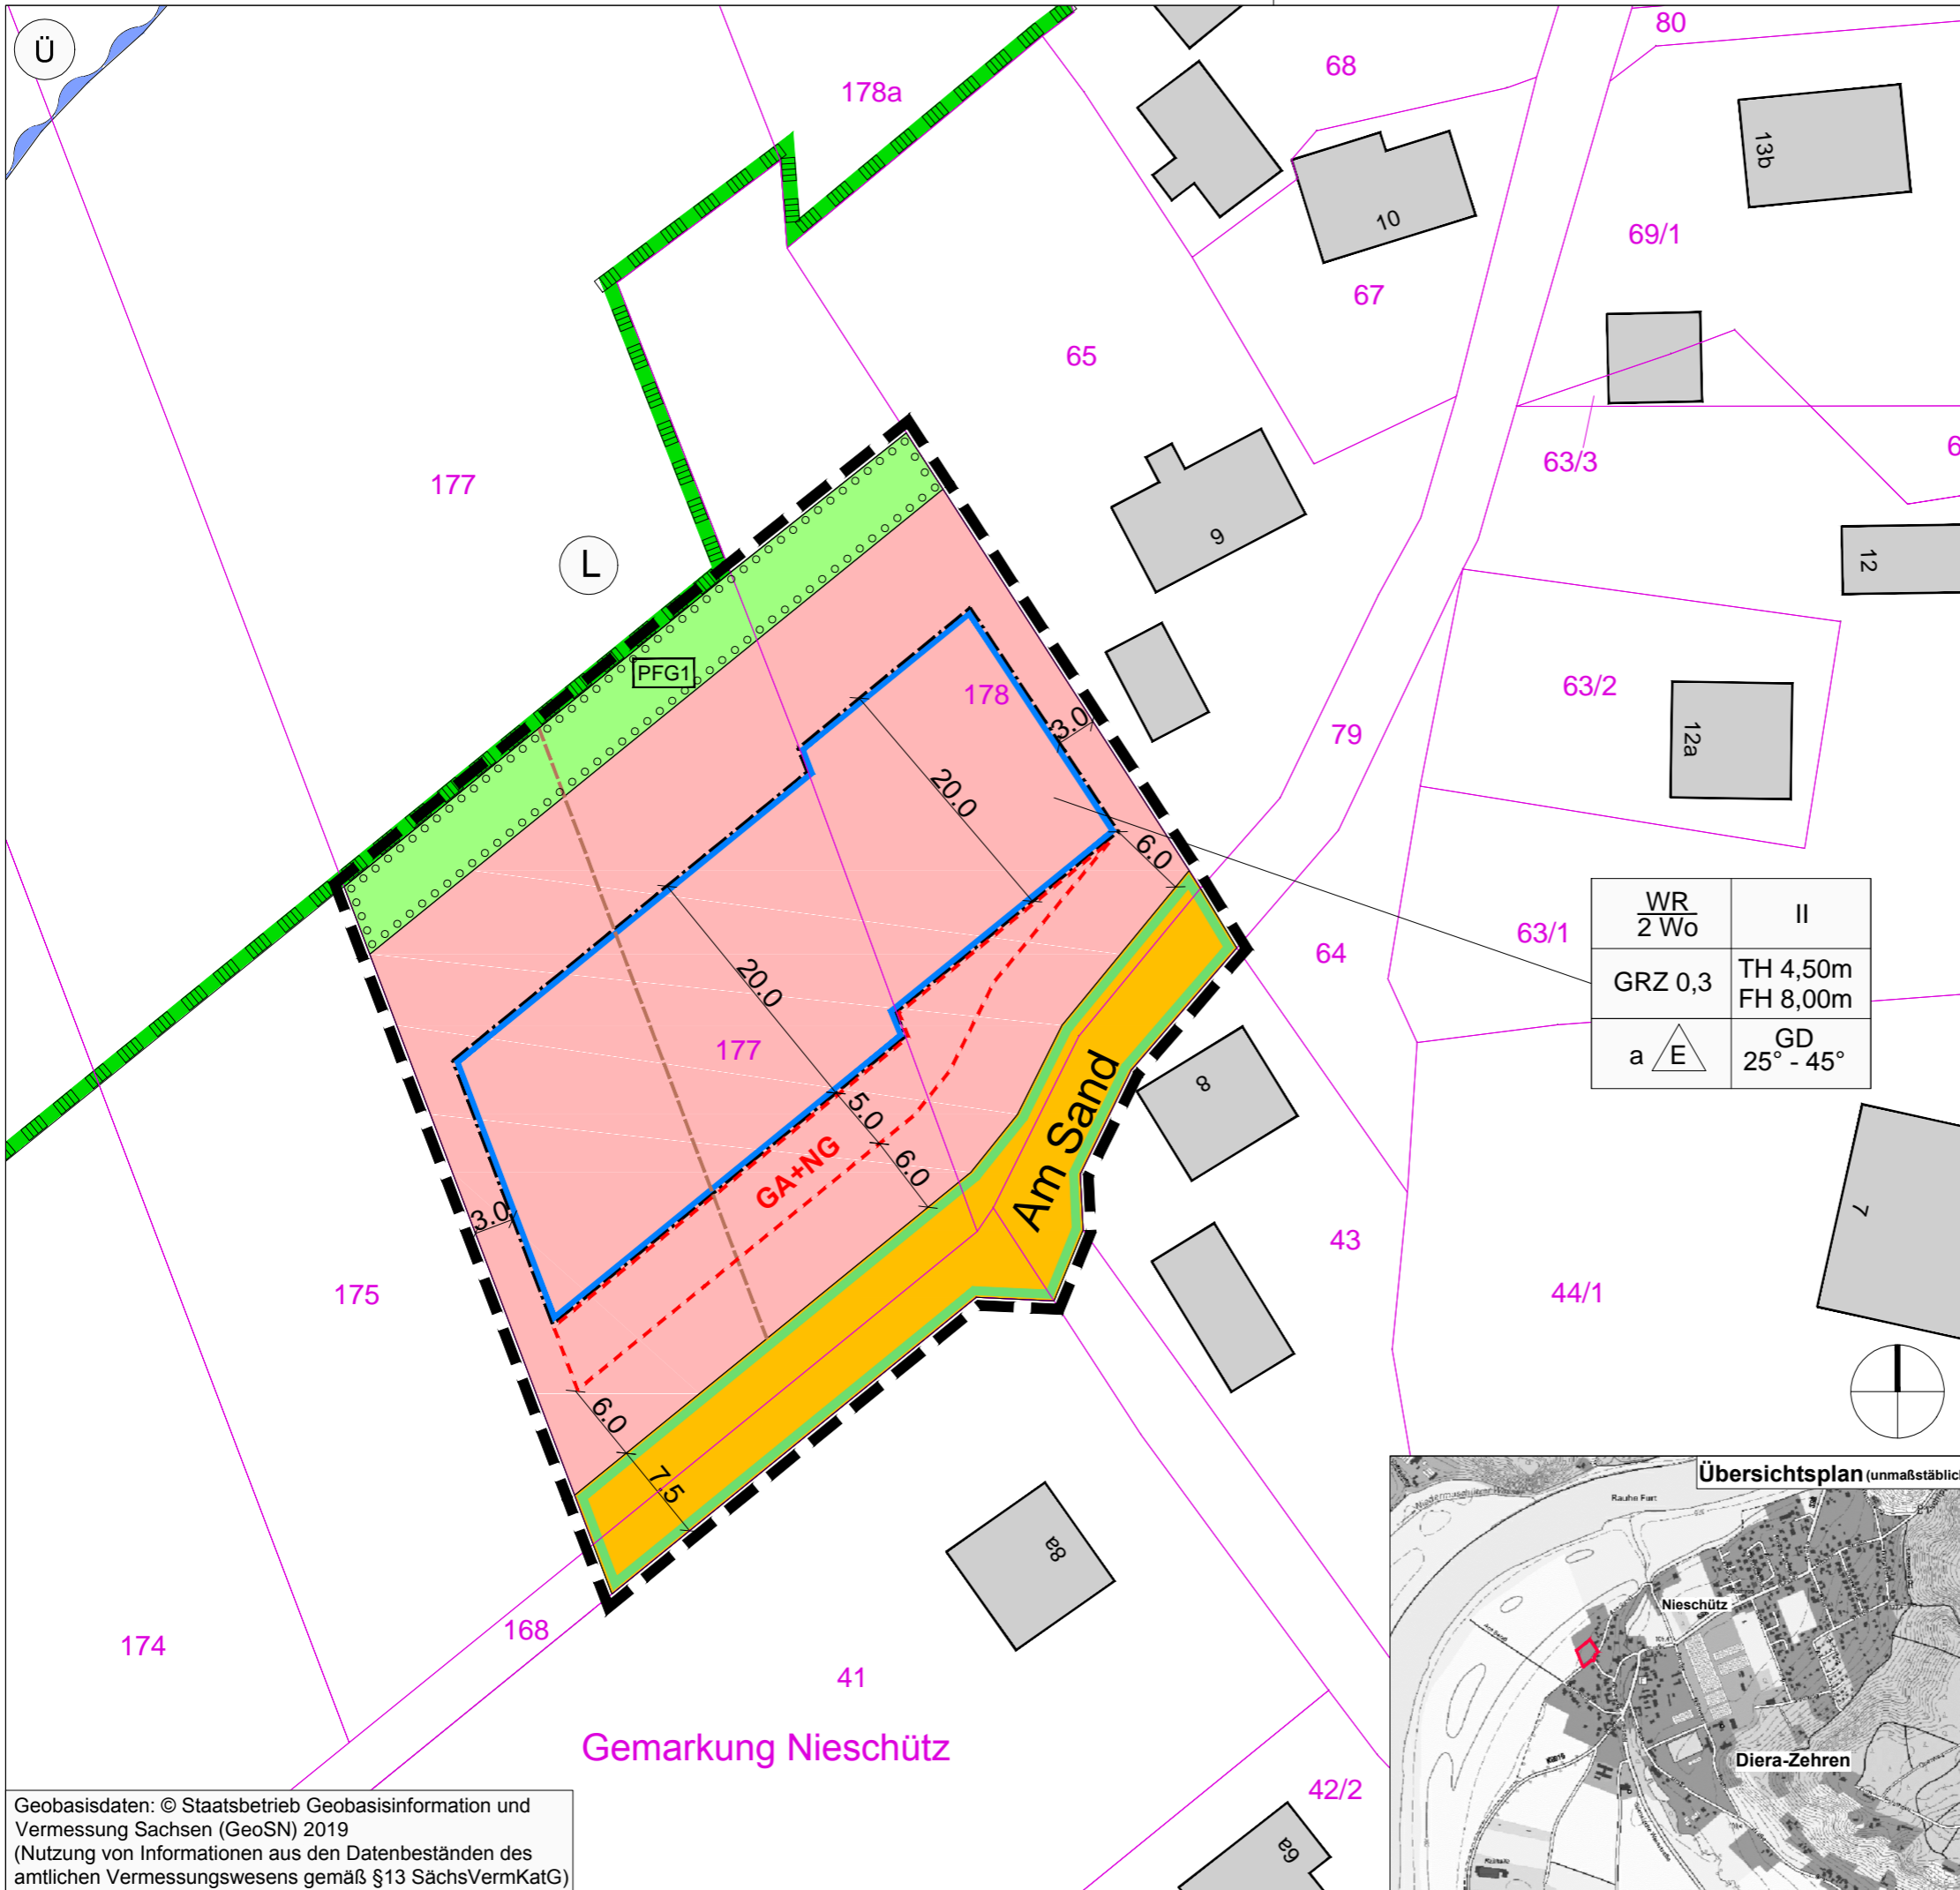 Ü
178a
68
80
13b
10
69/1
67
65
177
63/3
9
12
L
PFG1
178
63/2
12a
3.0
79
20.0
6.0
WR
2 Wo
II
GRZ 0,3
TH 4,50m
FH 8,00m
a E
GD
25° - 45°
63/1
64
20.0
177
5.0
6.0
GA+NG
Am Sand
8
7
3.0
43
44/1
175
6.0
7.5
8a
Übersichtsplan
Rauhe Furt
Nieschütz
Diera-Zehren
168
174
41
Gemarkung Nieschütz
42/2
6a
Geobasisdaten: © Staatsbetrieb Geobasisinformation und
Vermessung Sachsen (GeoSN) 2019
(Nutzung von Informationen aus den Datenbeständen des
amtlichen Vermessungswesens gemäß §13 SächsVermKatG)